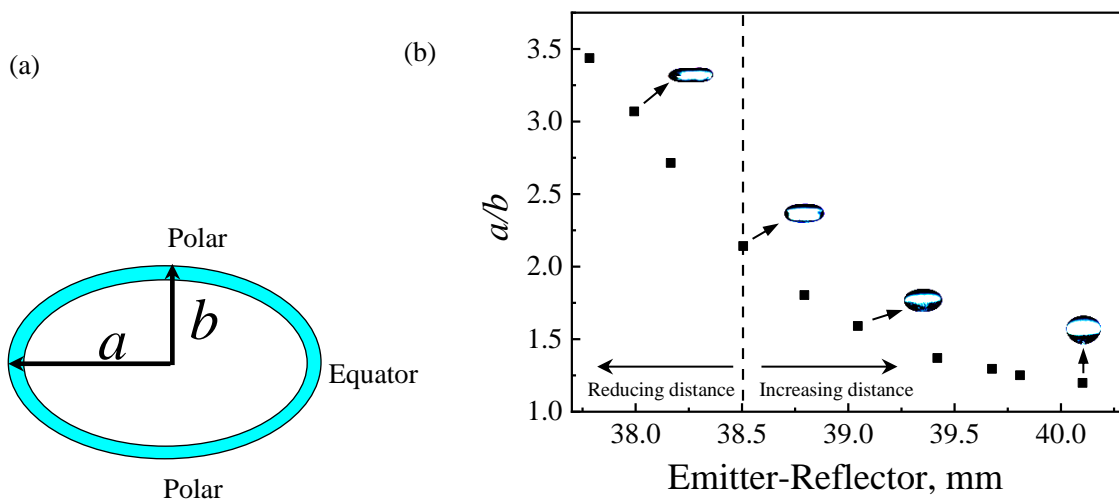 (a)
Polar
a
b
Equator
Polar
(b)
a/b
3.5
3.0
2.5
2.0
1.5
1.0
Reducing distance
Increasing distance
38.0 38.5 39.0 39.5 40.0
Emitter-Reflector, mm